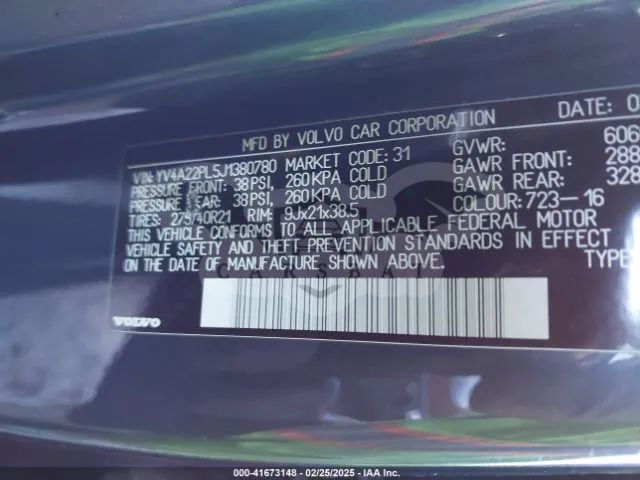 MFD BY VOLVO CAR CORPORATION DATE: 0
VIN: YV4A22PL5J1380780 MARKET CODE: 31 GVWR: 606
PRESSURE FRONT: 38PSI, 260KPA COLD GAWR FRONT: 288
PRESSURE REAR: 38PSI, 260KPA COLD GAWR REAR: 328
TIRES: 275/40R21 RIM: 9Jx21x38.5 COLOUR: 723-16
THIS VEHICLE CONFORMS TO ALL APPLICABLE FEDERAL MOTOR
VEHICLE SAFETY AND THEFT PREVENTION STANDARDS IN EFFECT
ON THE DATE OF MANUFACTURE SHOWN ABOVE. TYPE
VOLVO
000-41673148 - 02/25/2025 - IAA Inc.